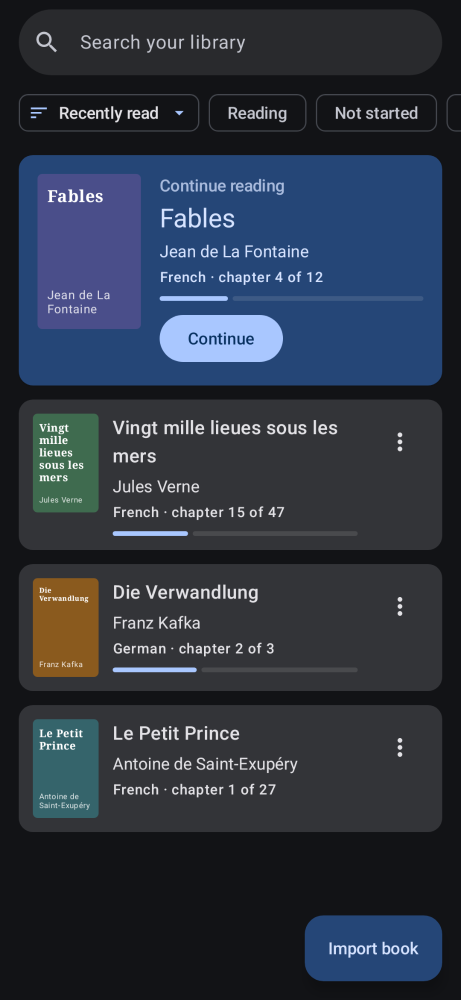 Search your library
Recently read
Reading
Not started
Fables
Jean de La
Fontaine
Continue reading
Fables
Jean de La Fontaine
French · chapter 4 of 12
Continue
Vingt
mille
lieues
sous les
mers
Jules Verne
Vingt mille lieues sous les
mers
Jules Verne
French · chapter 15 of 47
Die
Verwandlung
Franz Kafka
Die Verwandlung
Franz Kafka
German · chapter 2 of 3
Le Petit
Prince
Antoine de
Saint-Exupéry
Le Petit Prince
Antoine de Saint-Exupéry
French · chapter 1 of 27
Import book